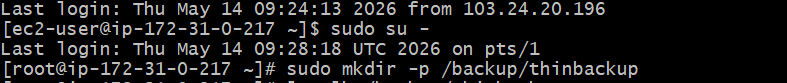 Last login: Thu May 14 09:24:13 2026 from 103.24.20.196
[ec2-user@ip-172-31-0-217 ~]$ sudo su -
Last login: Thu May 14 09:28:18 UTC 2026 on pts/1
[root@ip-172-31-0-217 ~]# sudo mkdir -p /backup/thinbackup